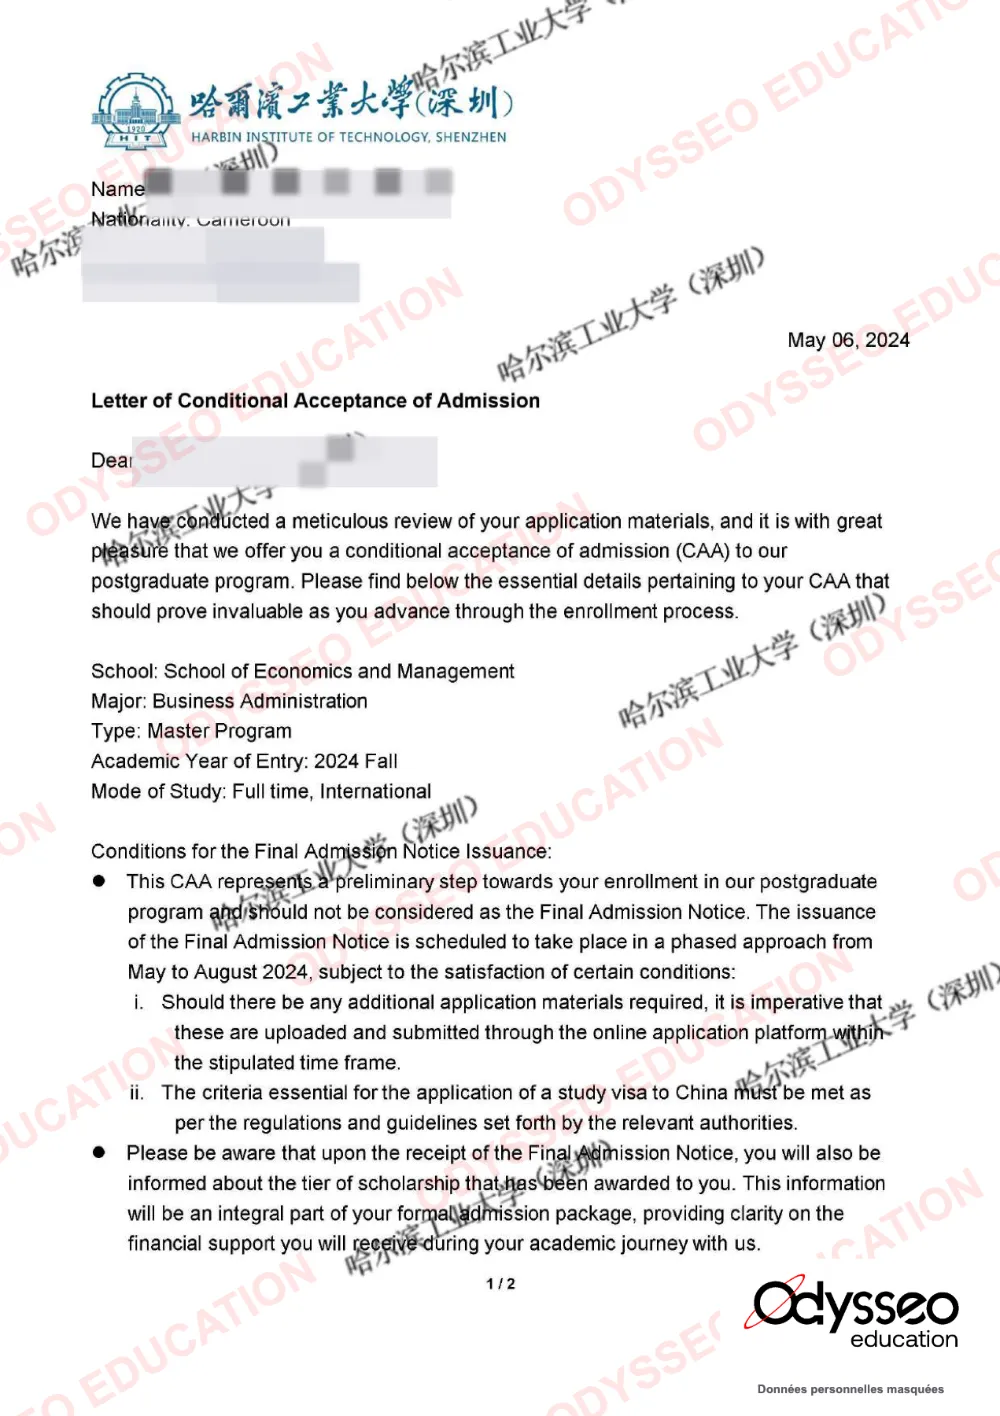 哈爾濱工業大學(深圳)
HARBIN INSTITUTE OF TECHNOLOGY, SHENZHEN
1920
HIT
Name
Nationality: Cameroon
May 06, 2024
Letter of Conditional Acceptance of Admission
Dear
We have conducted a meticulous review of your application materials, and it is with great
pleasure that we offer you a conditional acceptance of admission (CAA) to our
postgraduate program. Please find below the essential details pertaining to your CAA that
should prove invaluable as you advance through the enrollment process.
School: School of Economics and Management
Major: Business Administration
Type: Master Program
Academic Year of Entry: 2024 Fall
Mode of Study: Full time, International
Conditions for the Final Admission Notice Issuance:
● This CAA represents a preliminary step towards your enrollment in our postgraduate
program and should not be considered as the Final Admission Notice. The issuance
of the Final Admission Notice is scheduled to take place in a phased approach from
May to August 2024, subject to the satisfaction of certain conditions:
i. Should there be any additional application materials required, it is imperative that
these are uploaded and submitted through the online application platform within
the stipulated time frame.
ii. The criteria essential for the application of a study visa to China must be met as
per the regulations and guidelines set forth by the relevant authorities.
● Please be aware that upon the receipt of the Final Admission Notice, you will also be
informed about the tier of scholarship that has been awarded to you. This information
will be an integral part of your formal admission package, providing clarity on the
financial support you will receive during your academic journey with us.
1 / 2
Odysseo
education
Données personnelles masquées
哈尔滨工业大学（深圳）
ODYSSEO EDUCATION